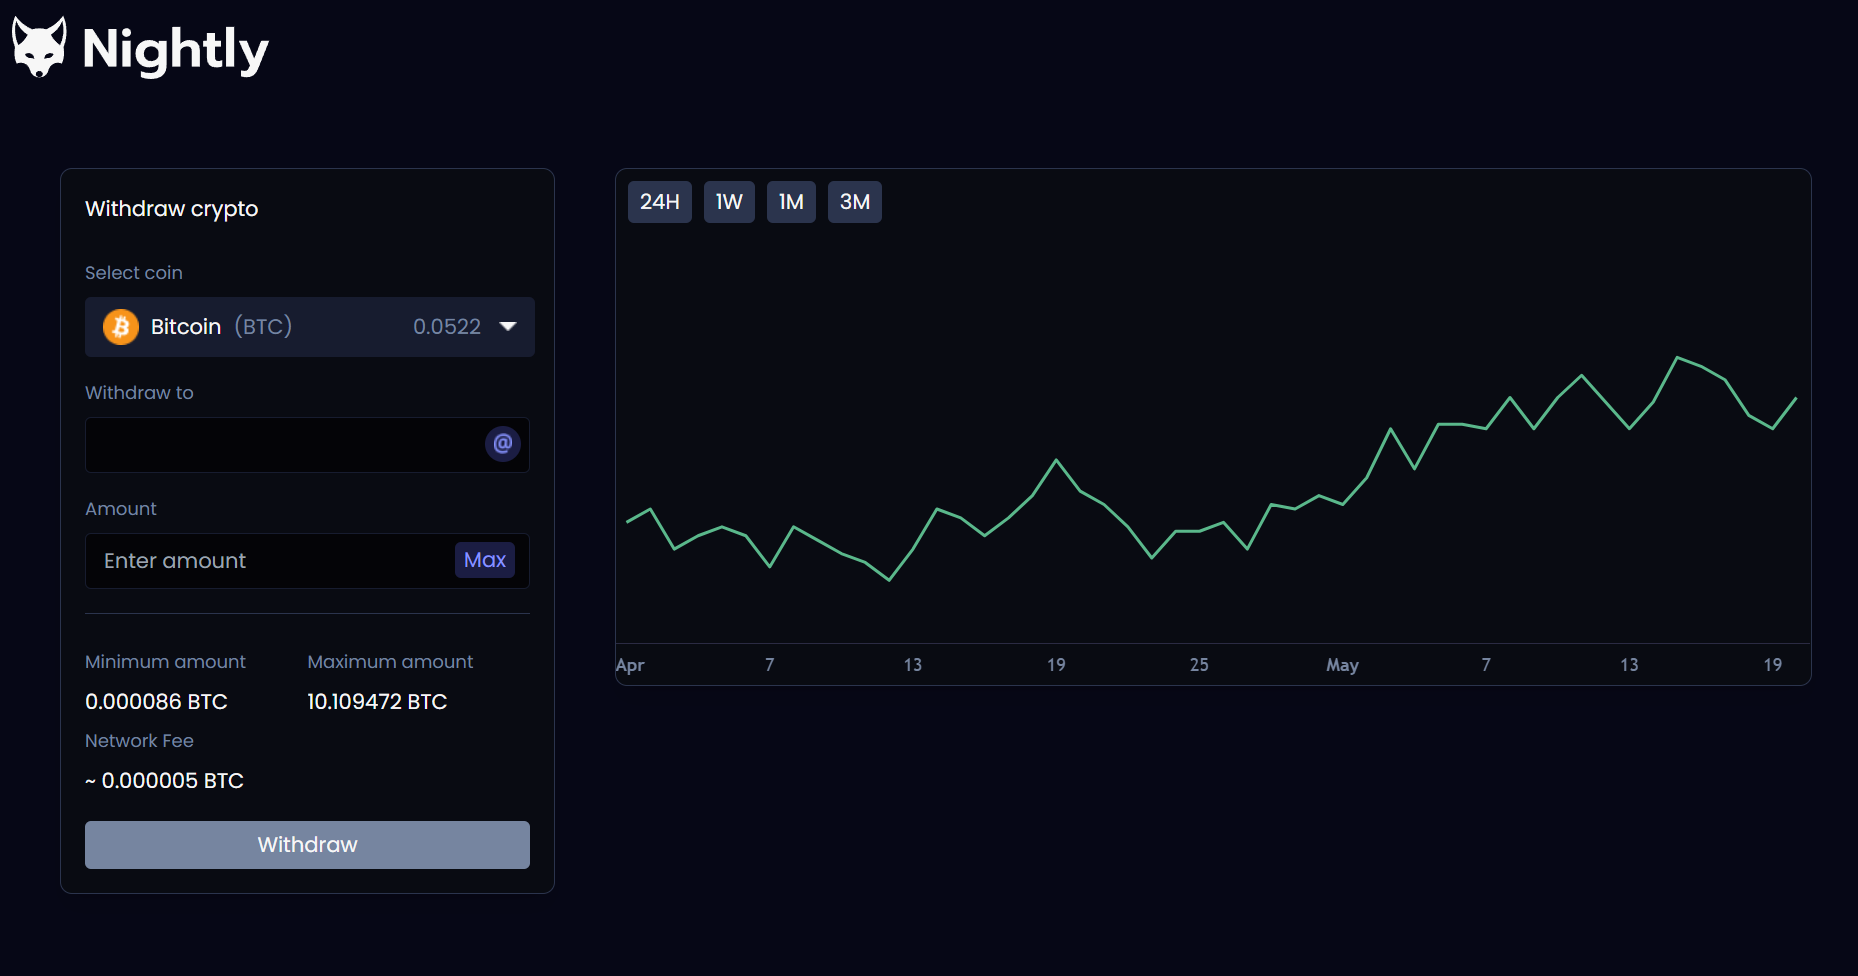 Nightly
Withdraw crypto
Select coin
Bitcoin (BTC) 0.0522
Withdraw to
@
Amount
Enter amount Max
Minimum amount Maximum amount
0.000086 BTC 10.109472 BTC
Network Fee
~ 0.000005 BTC
Withdraw
24H 1W 1M 3M
Apr 7 13 19 25 May 7 13 19